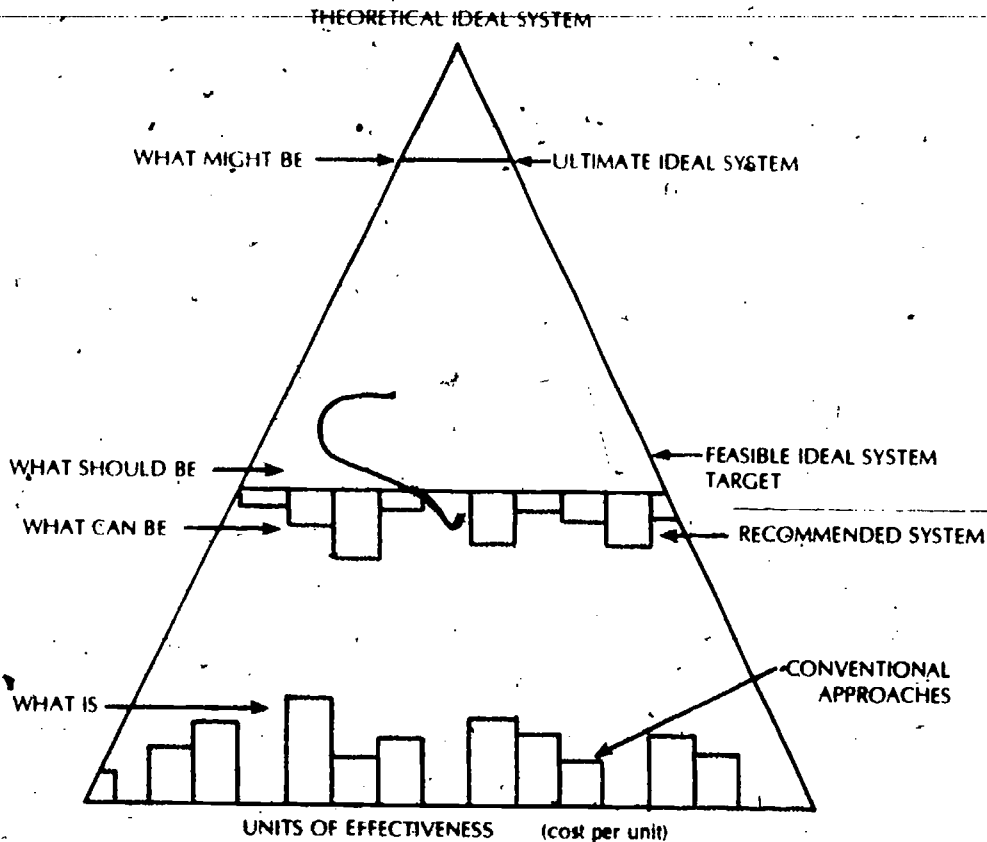 THEORETICAL IDEAL SYSTEM
WHAT MIGHT BE
ULTIMATE IDEAL SYSTEM
WHAT SHOULD BE
FEASIBLE IDEAL SYSTEM
TARGET
WHAT CAN BE
RECOMMENDED SYSTEM
CONVENTIONAL
APPROACHES
WHAT IS
UNITS OF EFFECTIVENESS (cost per unit)